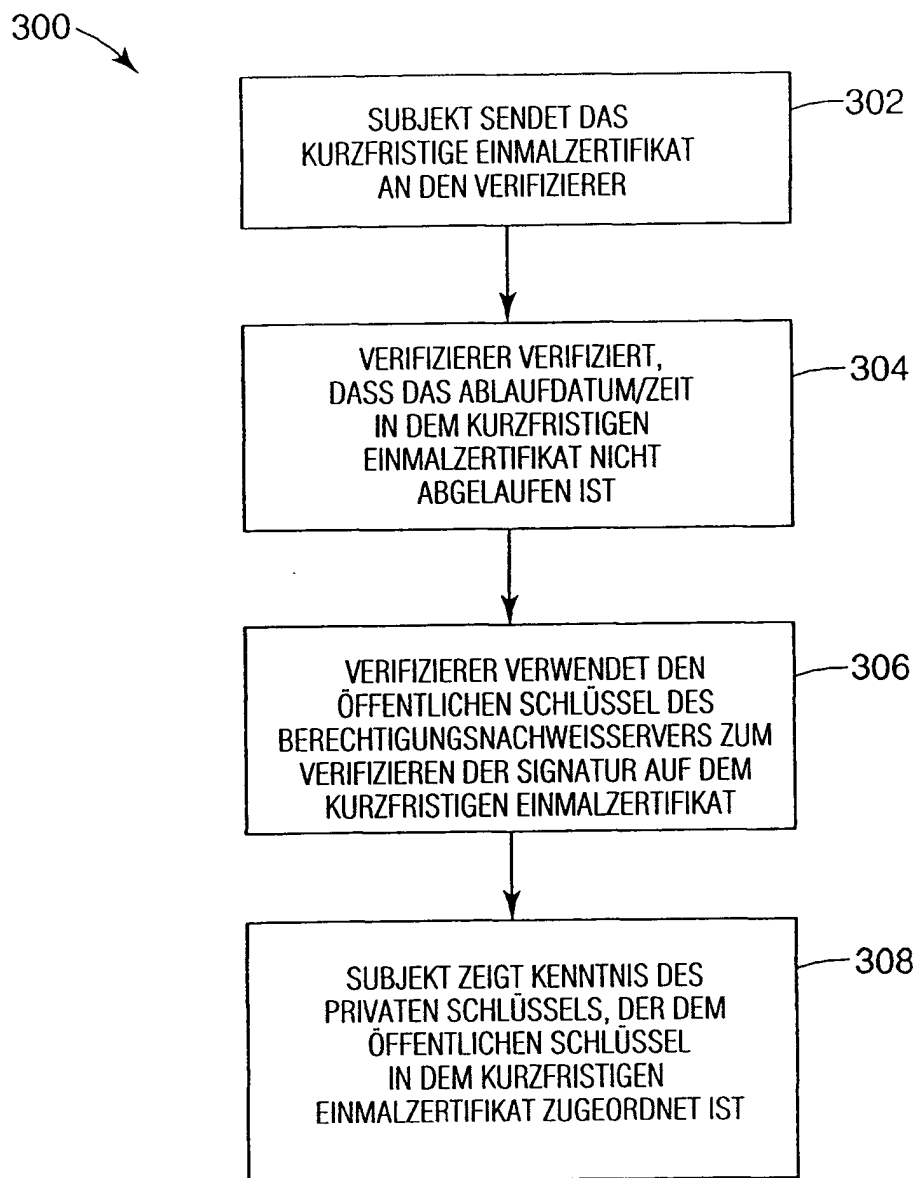 300
SUBJEKT SENDET DAS
KURZFRISTIGE EINMALZERTIFIKAT
AN DEN VERIFIZIERER
302
VERIFIZIERER VERIFIZIERT,
DASS DAS ABLAUFDATUM/ZEIT
IN DEM KURZFRISTIGEN
EINMALZERTIFIKAT NICHT
ABGELAUFEN IST
304
VERIFIZIERER VERWENDET DEN
ÖFFENTLICHEN SCHLÜSSEL DES
BERECHTIGUNGSNACHWEISSERVERS ZUM
VERIFIZIEREN DER SIGNATUR AUF DEM
KURZFRISTIGEN EINMALZERTIFIKAT
306
SUBJEKT ZEIGT KENNTNIS DES
PRIVATEN SCHLÜSSELS, DER DEM
ÖFFENTLICHEN SCHLÜSSEL
IN DEM KURZFRISTIGEN
EINMALZERTIFIKAT ZUGEORDNET IST
308